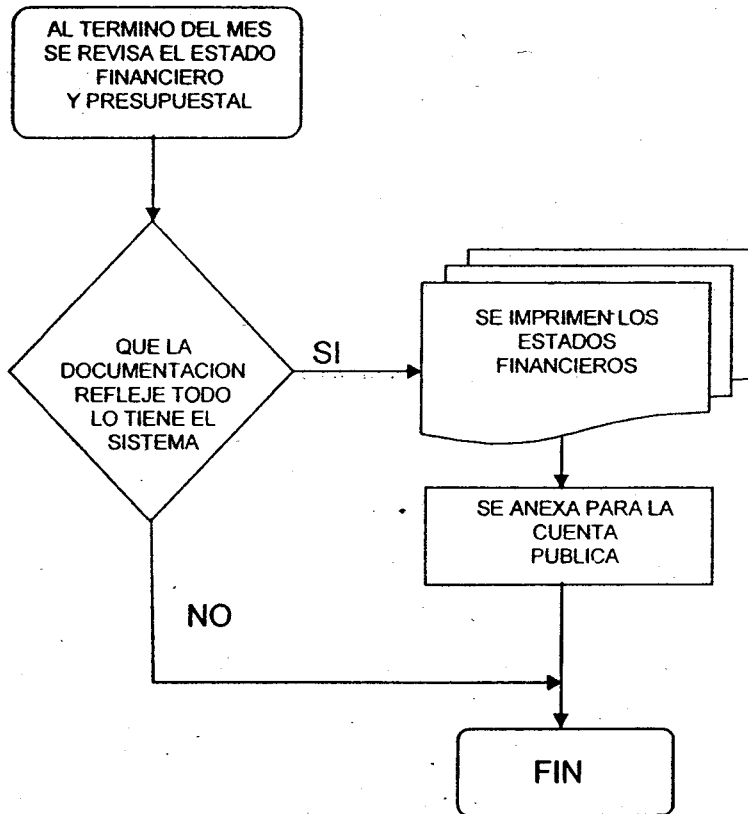 AL TERMINO DEL MES
SE REVISA EL ESTADO
FINANCIERO
Y PRESUPUESTAL
QUE LA
DOCUMENTACION
REFLEJE TODO
LO TIENE EL
SISTEMA
SI
SE IMPRIMEN LOS
ESTADOS
FINANCIEROS
SE ANEXA PARA LA
CUENTA
PUBLICA
NO
FIN